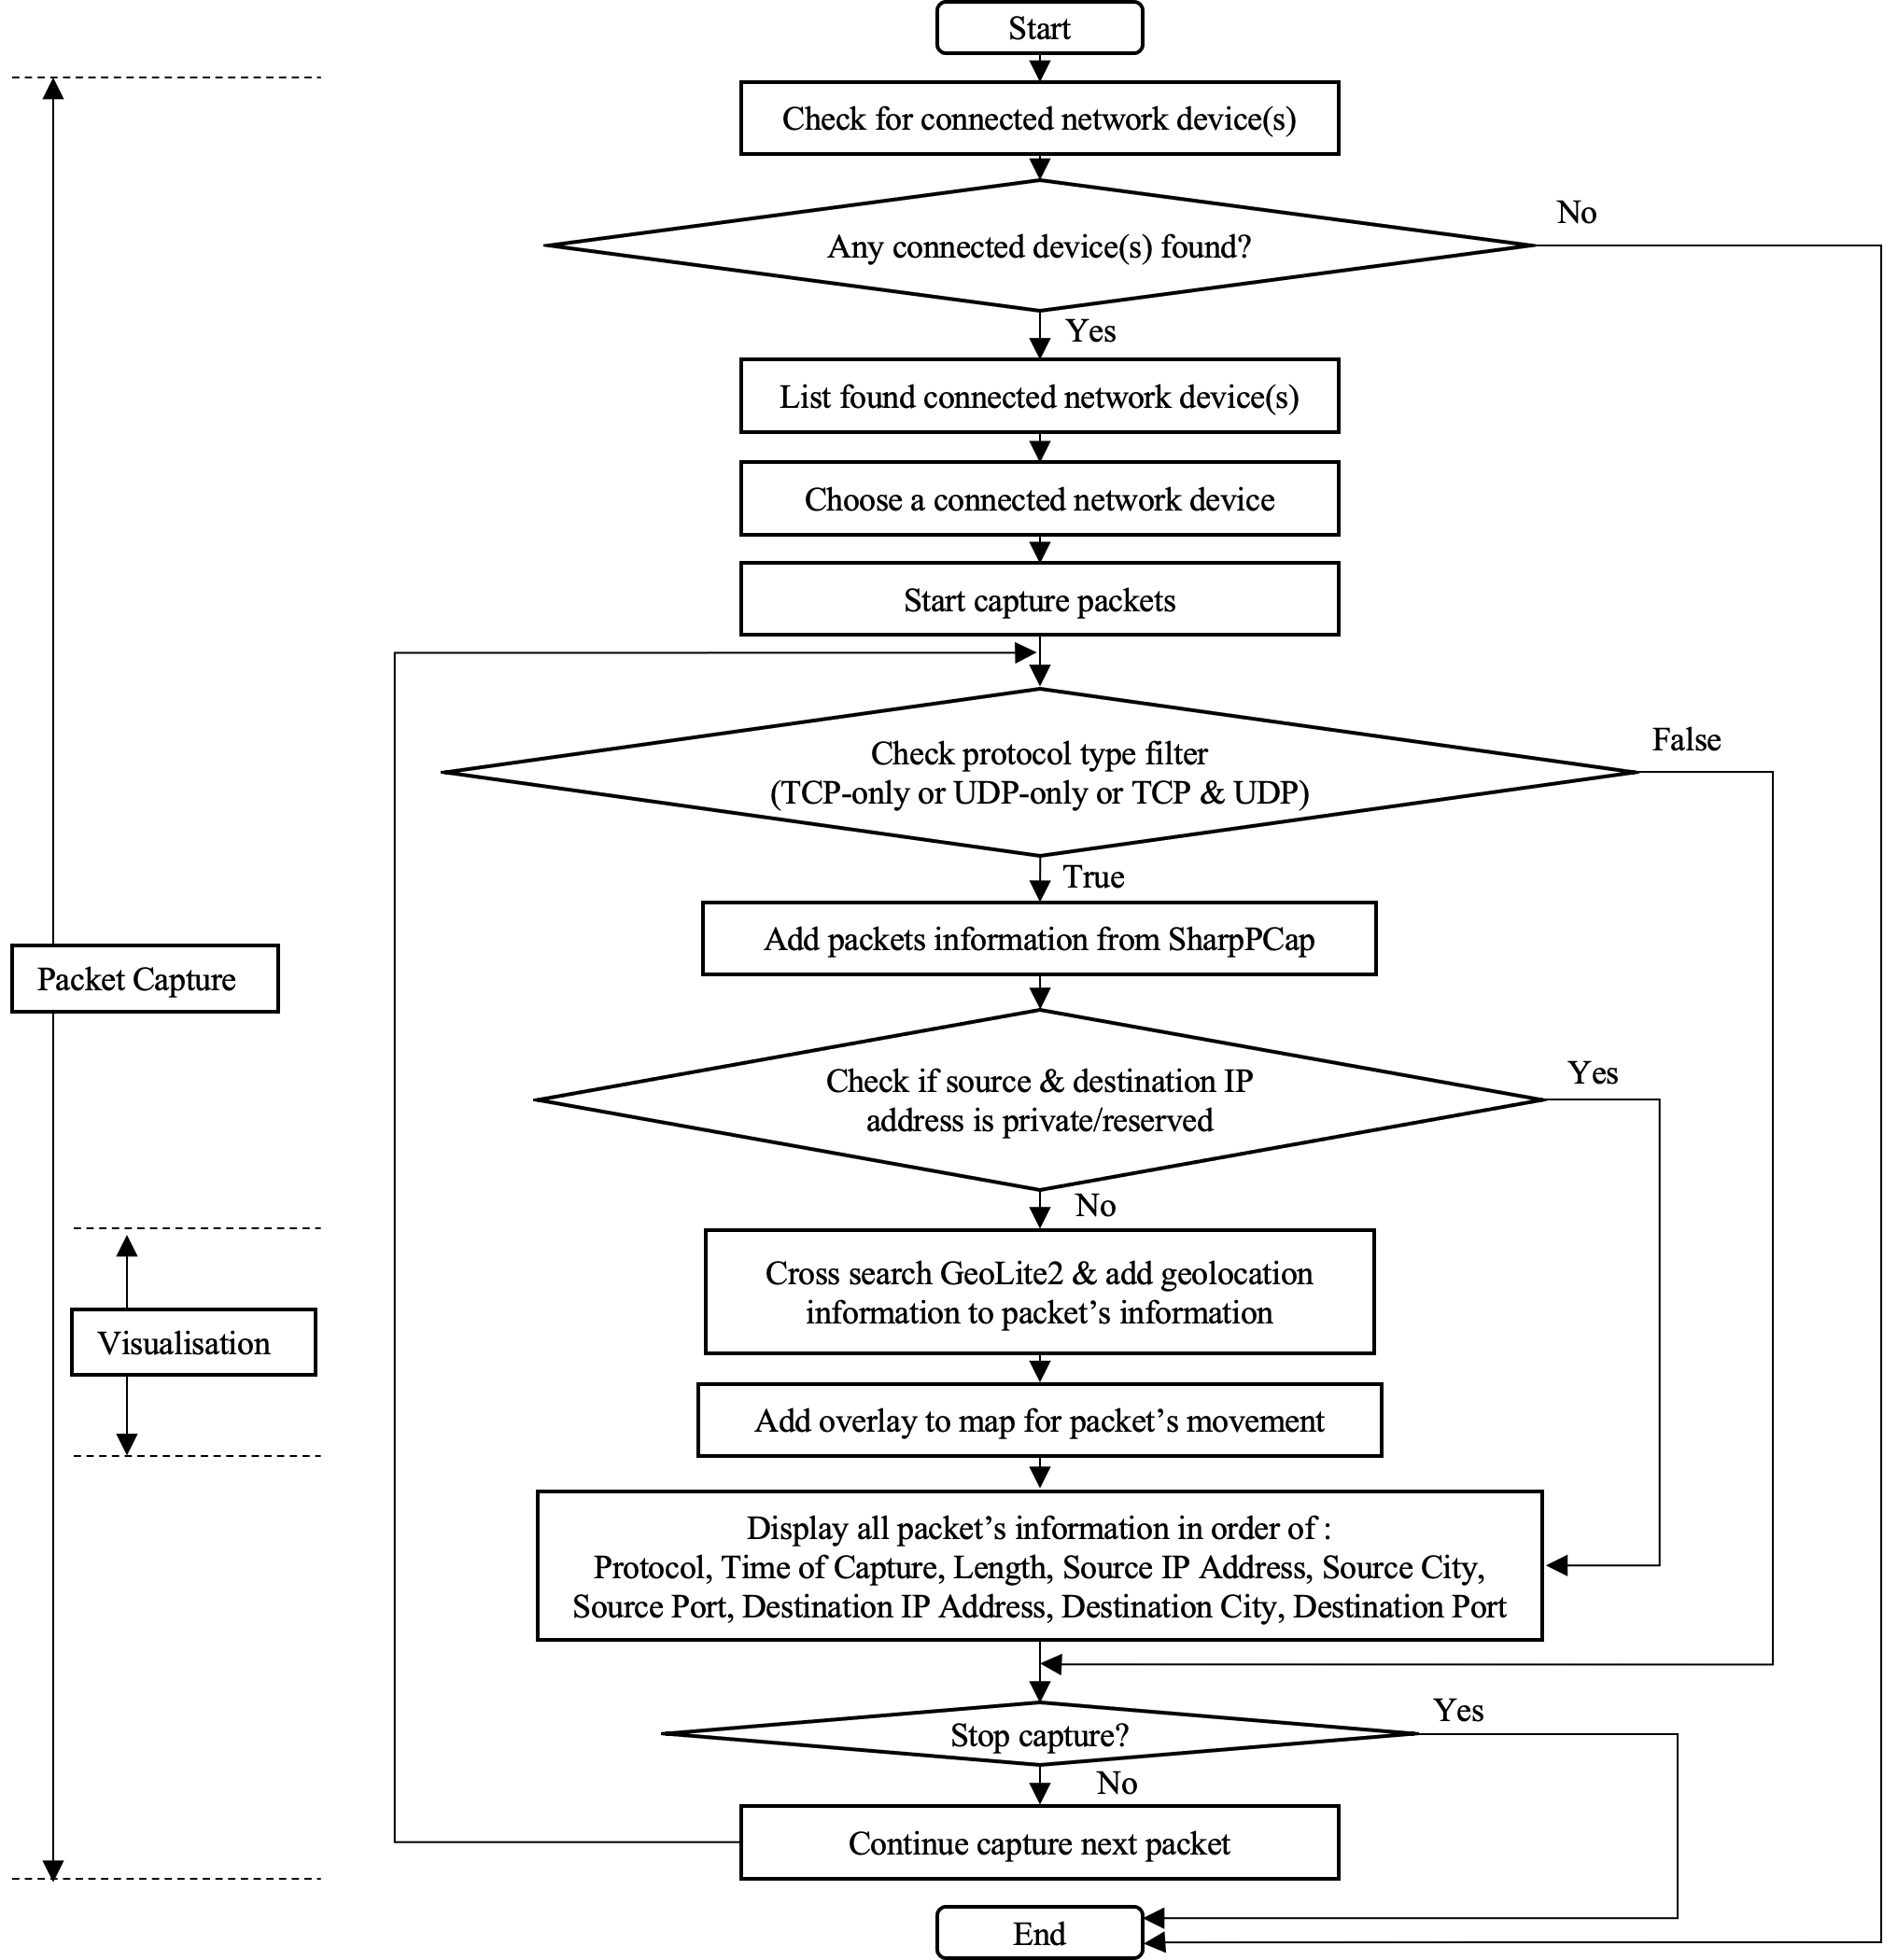 Start
Check for connected network device(s)
No
Any connected device(s) found?
Yes
List found connected network device(s)
Choose a connected network device
Start capture packets
False
Check protocol type filter
(TCP-only or UDP-only or TCP & UDP)
True
Add packets information from SharpPCap
Packet Capture
Yes
Check if source & destination IP
address is private/reserved
No
Cross search GeoLite2 & add geolocation
information to packet’s information
Visualisation
Add overlay to map for packet’s movement
Display all packet’s information in order of :
Protocol, Time of Capture, Length, Source IP Address, Source City,
Source Port, Destination IP Address, Destination City, Destination Port
Yes
Stop capture?
No
Continue capture next packet
End